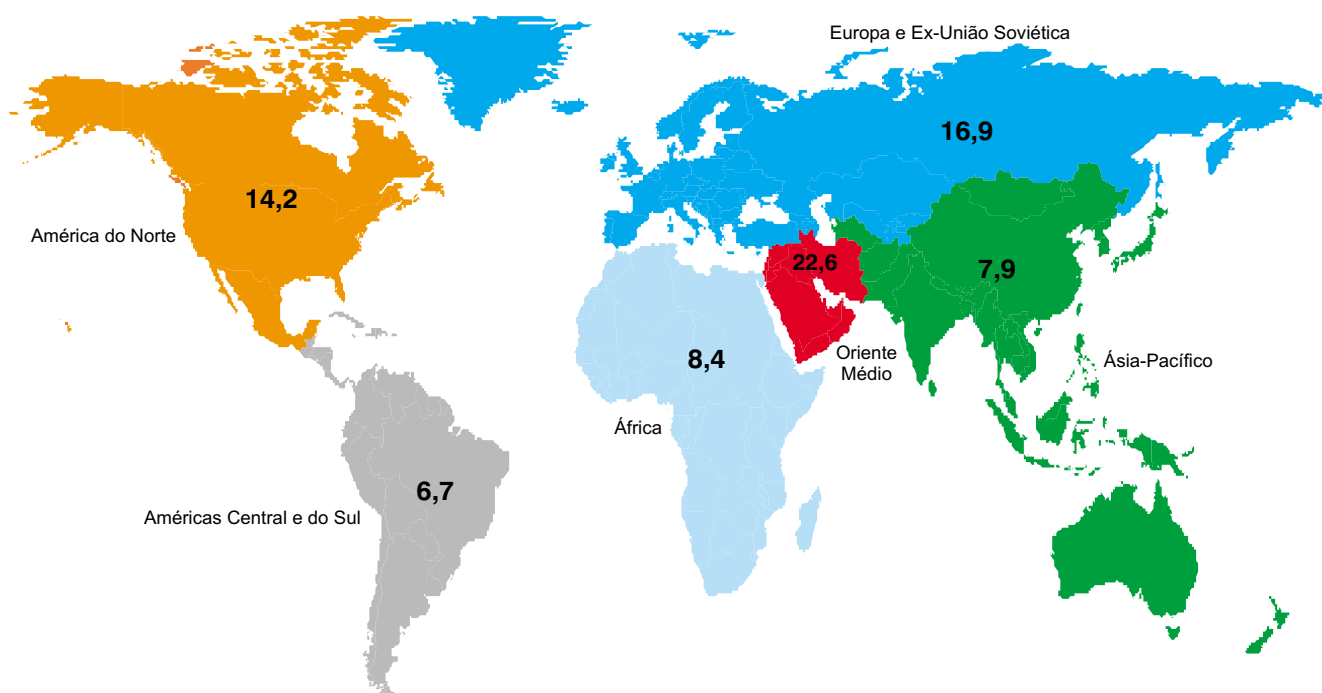 Europa e Ex-União Soviética
16,9
14,2
América do Norte
22,6
7,9
8,4
Oriente
Médio
Ásia-Pacífico
África
6,7
Américas Central e do Sul